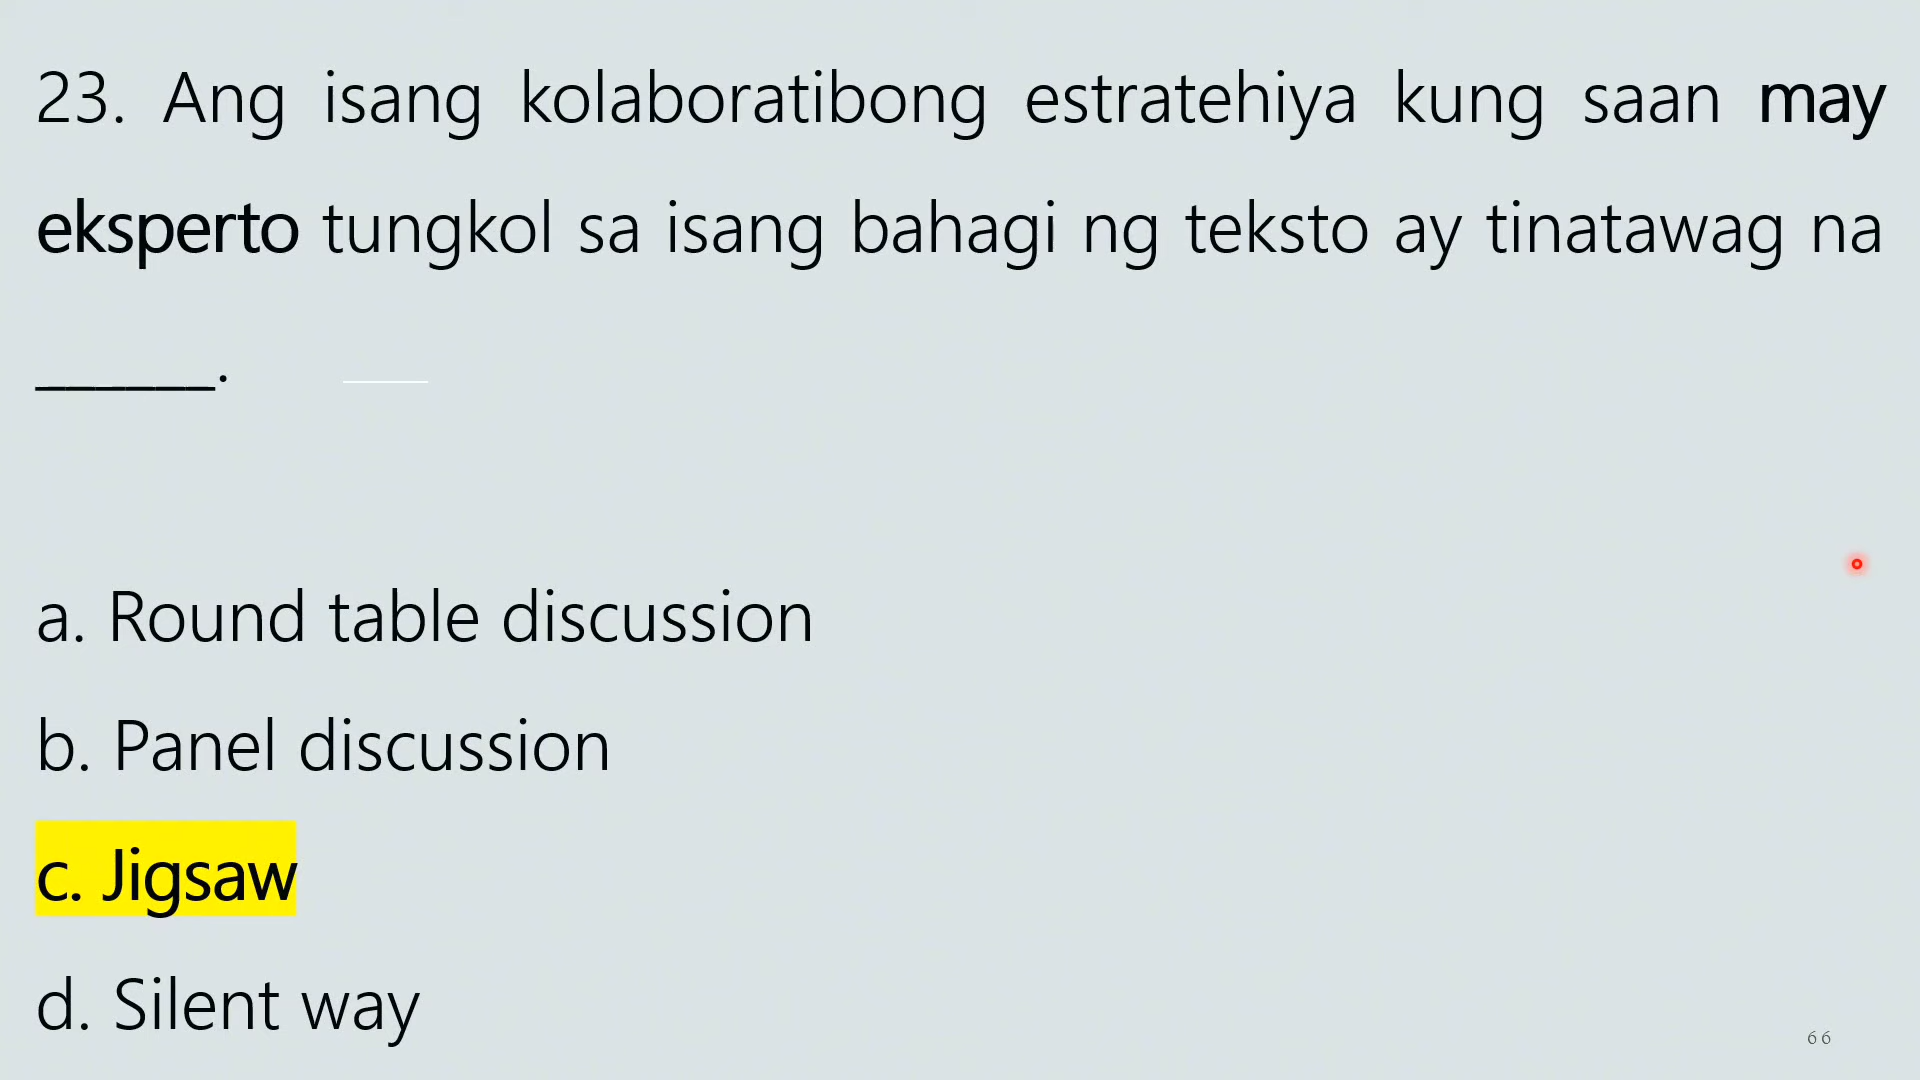 23. Ang isang kolaboratibong estratehiya kung saan may
eksperto tungkol sa isang bahagi ng teksto ay tinatawag na
______.
a. Round table discussion
b. Panel discussion
c. Jigsaw
d. Silent way
66